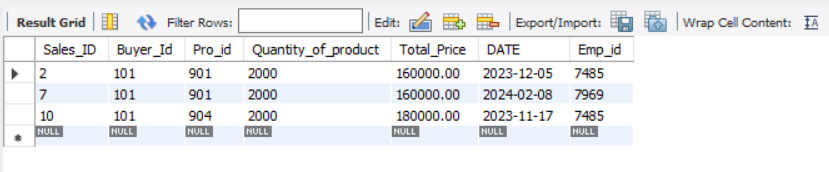 Result Grid Filter Rows: Edit: Export/Import: Wrap Cell Content: IA
Sales_ID Buyer_Id Pro_id Quantity_of_product Total_Price DATE Emp_id
2 101 901 2000 160000.00 2023-12-05 7485
7 101 901 2000 160000.00 2024-02-08 7969
10 101 904 2000 180000.00 2023-11-17 7485
NULL NULL NULL NULL NULL NULL NULL